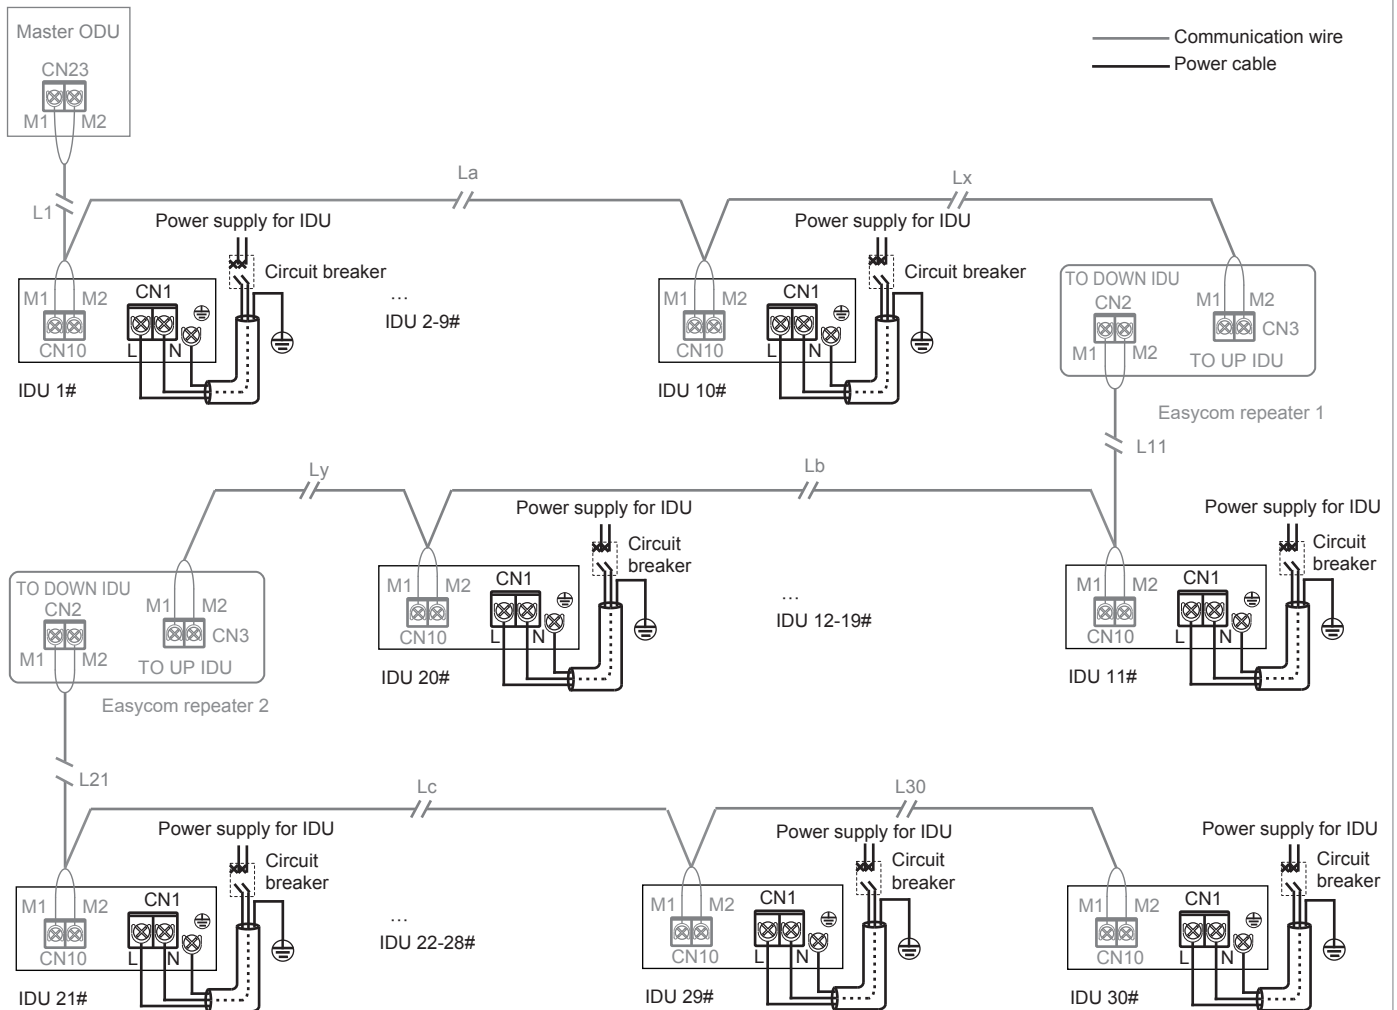 Master ODU
CN23
M1 M2
Communication wire
Power cable
L1
La
Lx
Power supply for IDU
Circuit breaker
M1 M2
CN10
CN1
L N
IDU 1#
...
IDU 2-9#
Power supply for IDU
Circuit breaker
M1 M2
CN10
CN1
L N
IDU 10#
TO DOWN IDU
CN2
M1 M2
M1 M2
CN3
TO UP IDU
Easycom repeater 1
L11
Ly
Lb
TO DOWN IDU
CN2
M1 M2
M1 M2
CN3
TO UP IDU
Easycom repeater 2
Power supply for IDU
Circuit
breaker
M1 M2
CN10
CN1
L N
IDU 20#
...
IDU 12-19#
Power supply for IDU
Circuit
breaker
M1 M2
CN10
CN1
L N
IDU 11#
L21
Lc
L30
Power supply for IDU
Circuit
breaker
M1 M2
CN10
CN1
L N
IDU 21#
...
IDU 22-28#
Power supply for IDU
Circuit
breaker
M1 M2
CN10
CN1
L N
IDU 29#
Power supply for IDU
Circuit
breaker
M1 M2
CN10
CN1
L N
IDU 30#